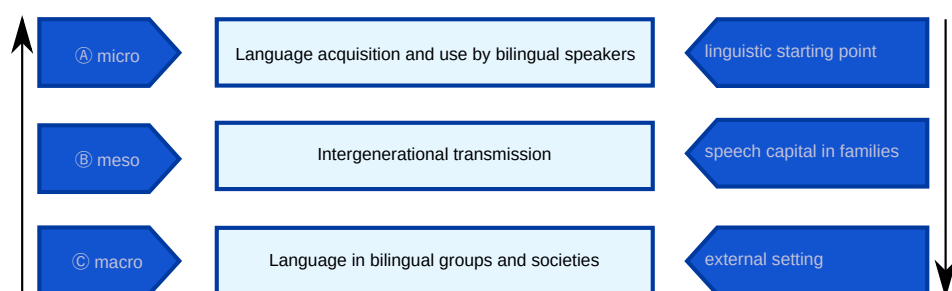 Ⓐ micro
Language acquisition and use by bilingual speakers
linguistic starting point
Ⓑ meso
Intergenerational transmission
speech capital in families
Ⓒ macro
Language in bilingual groups and societies
external setting